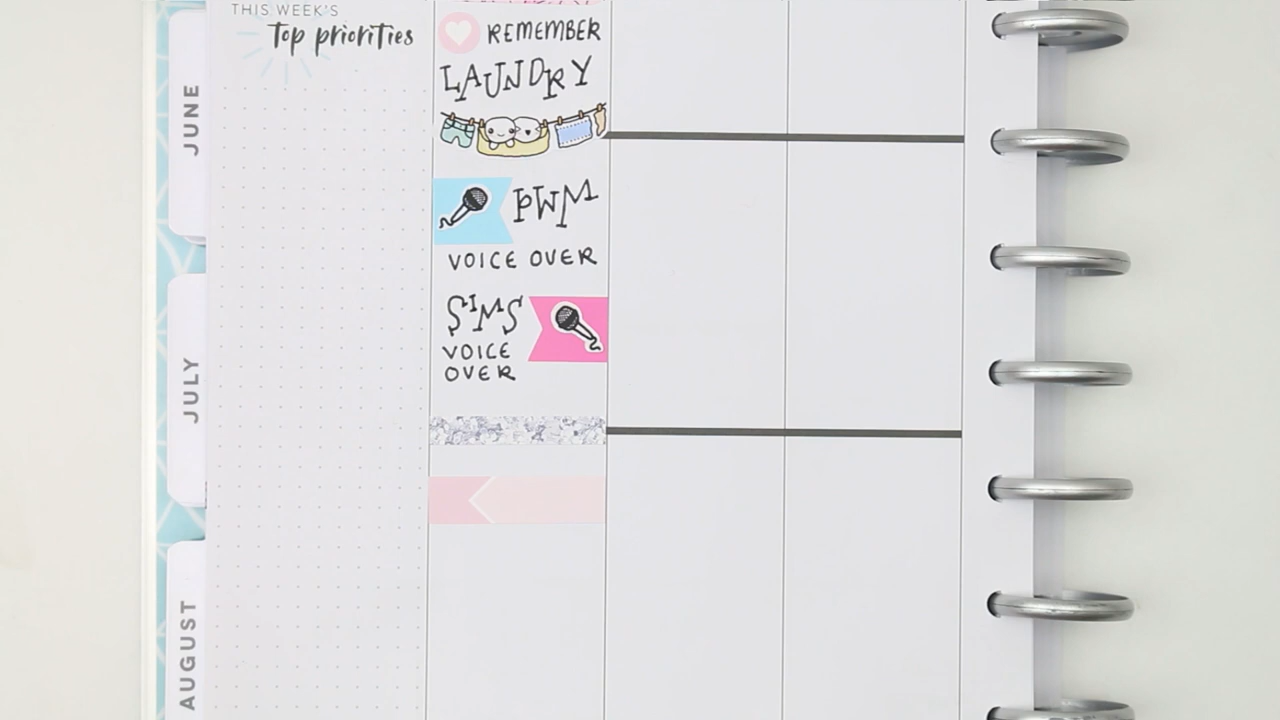 THIS WEEK'S
Top priorities
REMEMBER
LAUNDRY
PWM
VOICE OVER
SIMS
VOICE
OVER
JUNE
JULY
AUGUST